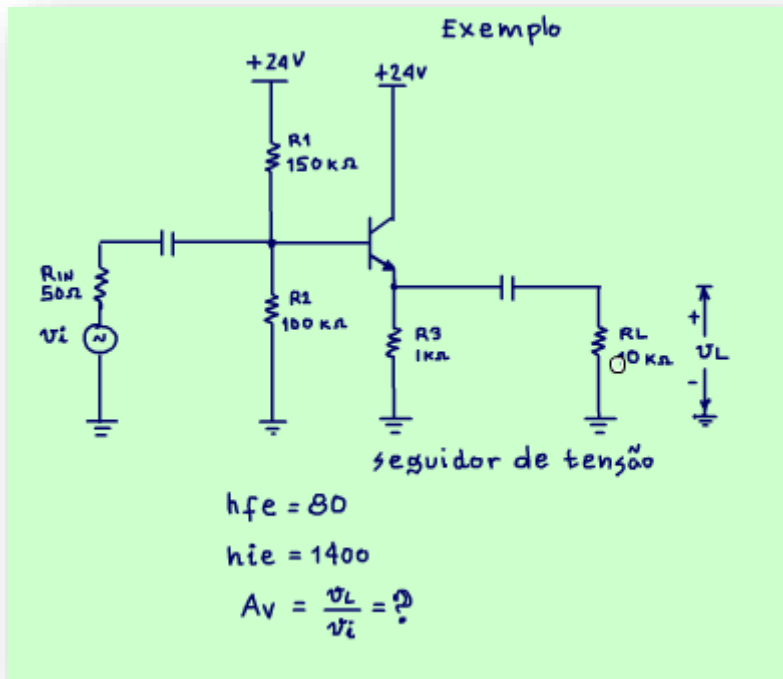 Exemplo
+24V
+24V
R1
150KΩ
RIN
50Ω
vi
R2
100KΩ
R3
1KΩ
RL
10KΩ
+
vL
-
seguidor de tensão
hfe = 80
hie = 1400
Av = vL/vi = ?